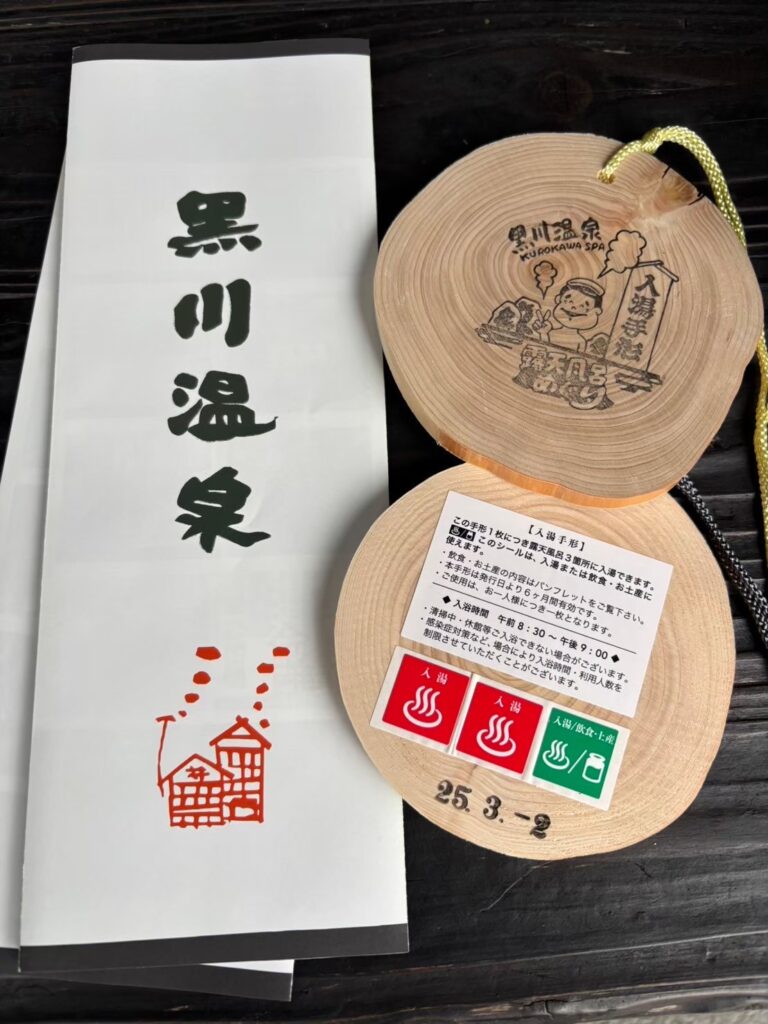 黒川温泉
黒川温泉
KUROKAWA SPA
入湯手形
露天風呂
めぐり
【入湯手形】
この手形1枚につき露天風呂3箇所に入湯できます。
このシールは、入湯または飲食・お土産に
使えます。
・飲食・お土産の内容はパンフレットをご覧下さい。
・本手形は発行日より6ヶ月間有効です。
・ご使用は、お一人様につき一枚となります。
◆入浴時間 午前8:30～午後9:00◆
・清掃中・休館等ご入浴できない場合がございます。
・感染症対策など、場合により入浴時間・利用人数を
制限させていただくことがございます。
入湯
入湯
入湯/飲食・土産
25. 3. -2